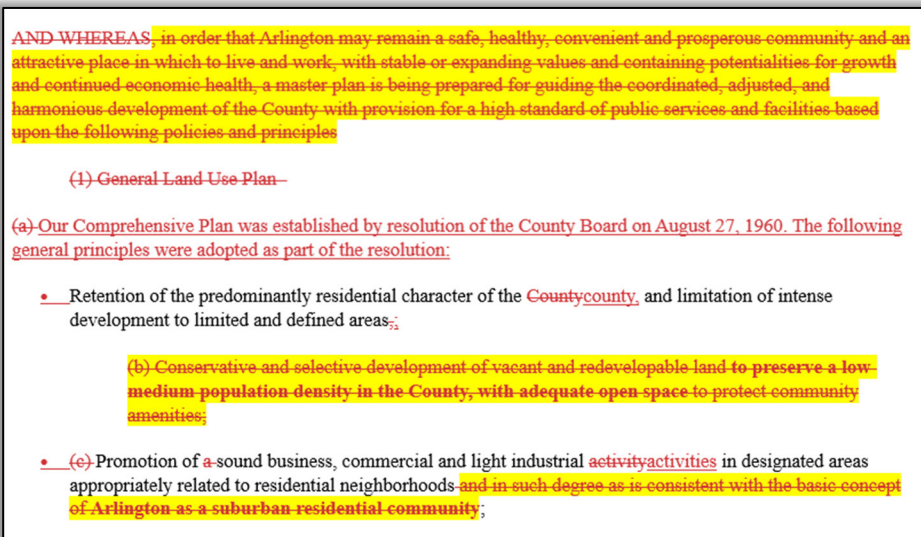 AND WHEREAS, in order that Arlington may remain a safe, healthy, convenient and prosperous community and an
attractive place in which to live and work, with stable or expanding values and containing potentialities for growth
and continued economic health, a master plan is being prepared for guiding the coordinated, adjusted, and
harmonious development of the County with provision for a high standard of public services and facilities based
upon the following policies and principles
(1) General Land Use Plan
(a) Our Comprehensive Plan was established by resolution of the County Board on August 27, 1960. The following
general principles were adopted as part of the resolution:
• Retention of the predominantly residential character of the Countycounty, and limitation of intense
development to limited and defined areas,;
(b) Conservative and selective development of vacant and redevelopable land to preserve a low
medium population density in the County, with adequate open space to protect community
amenities;
• (c) Promotion of a sound business, commercial and light industrial activityactivities in designated areas
appropriately related to residential neighborhoods and in such degree as is consistent with the basic concept
of Arlington as a suburban residential community;